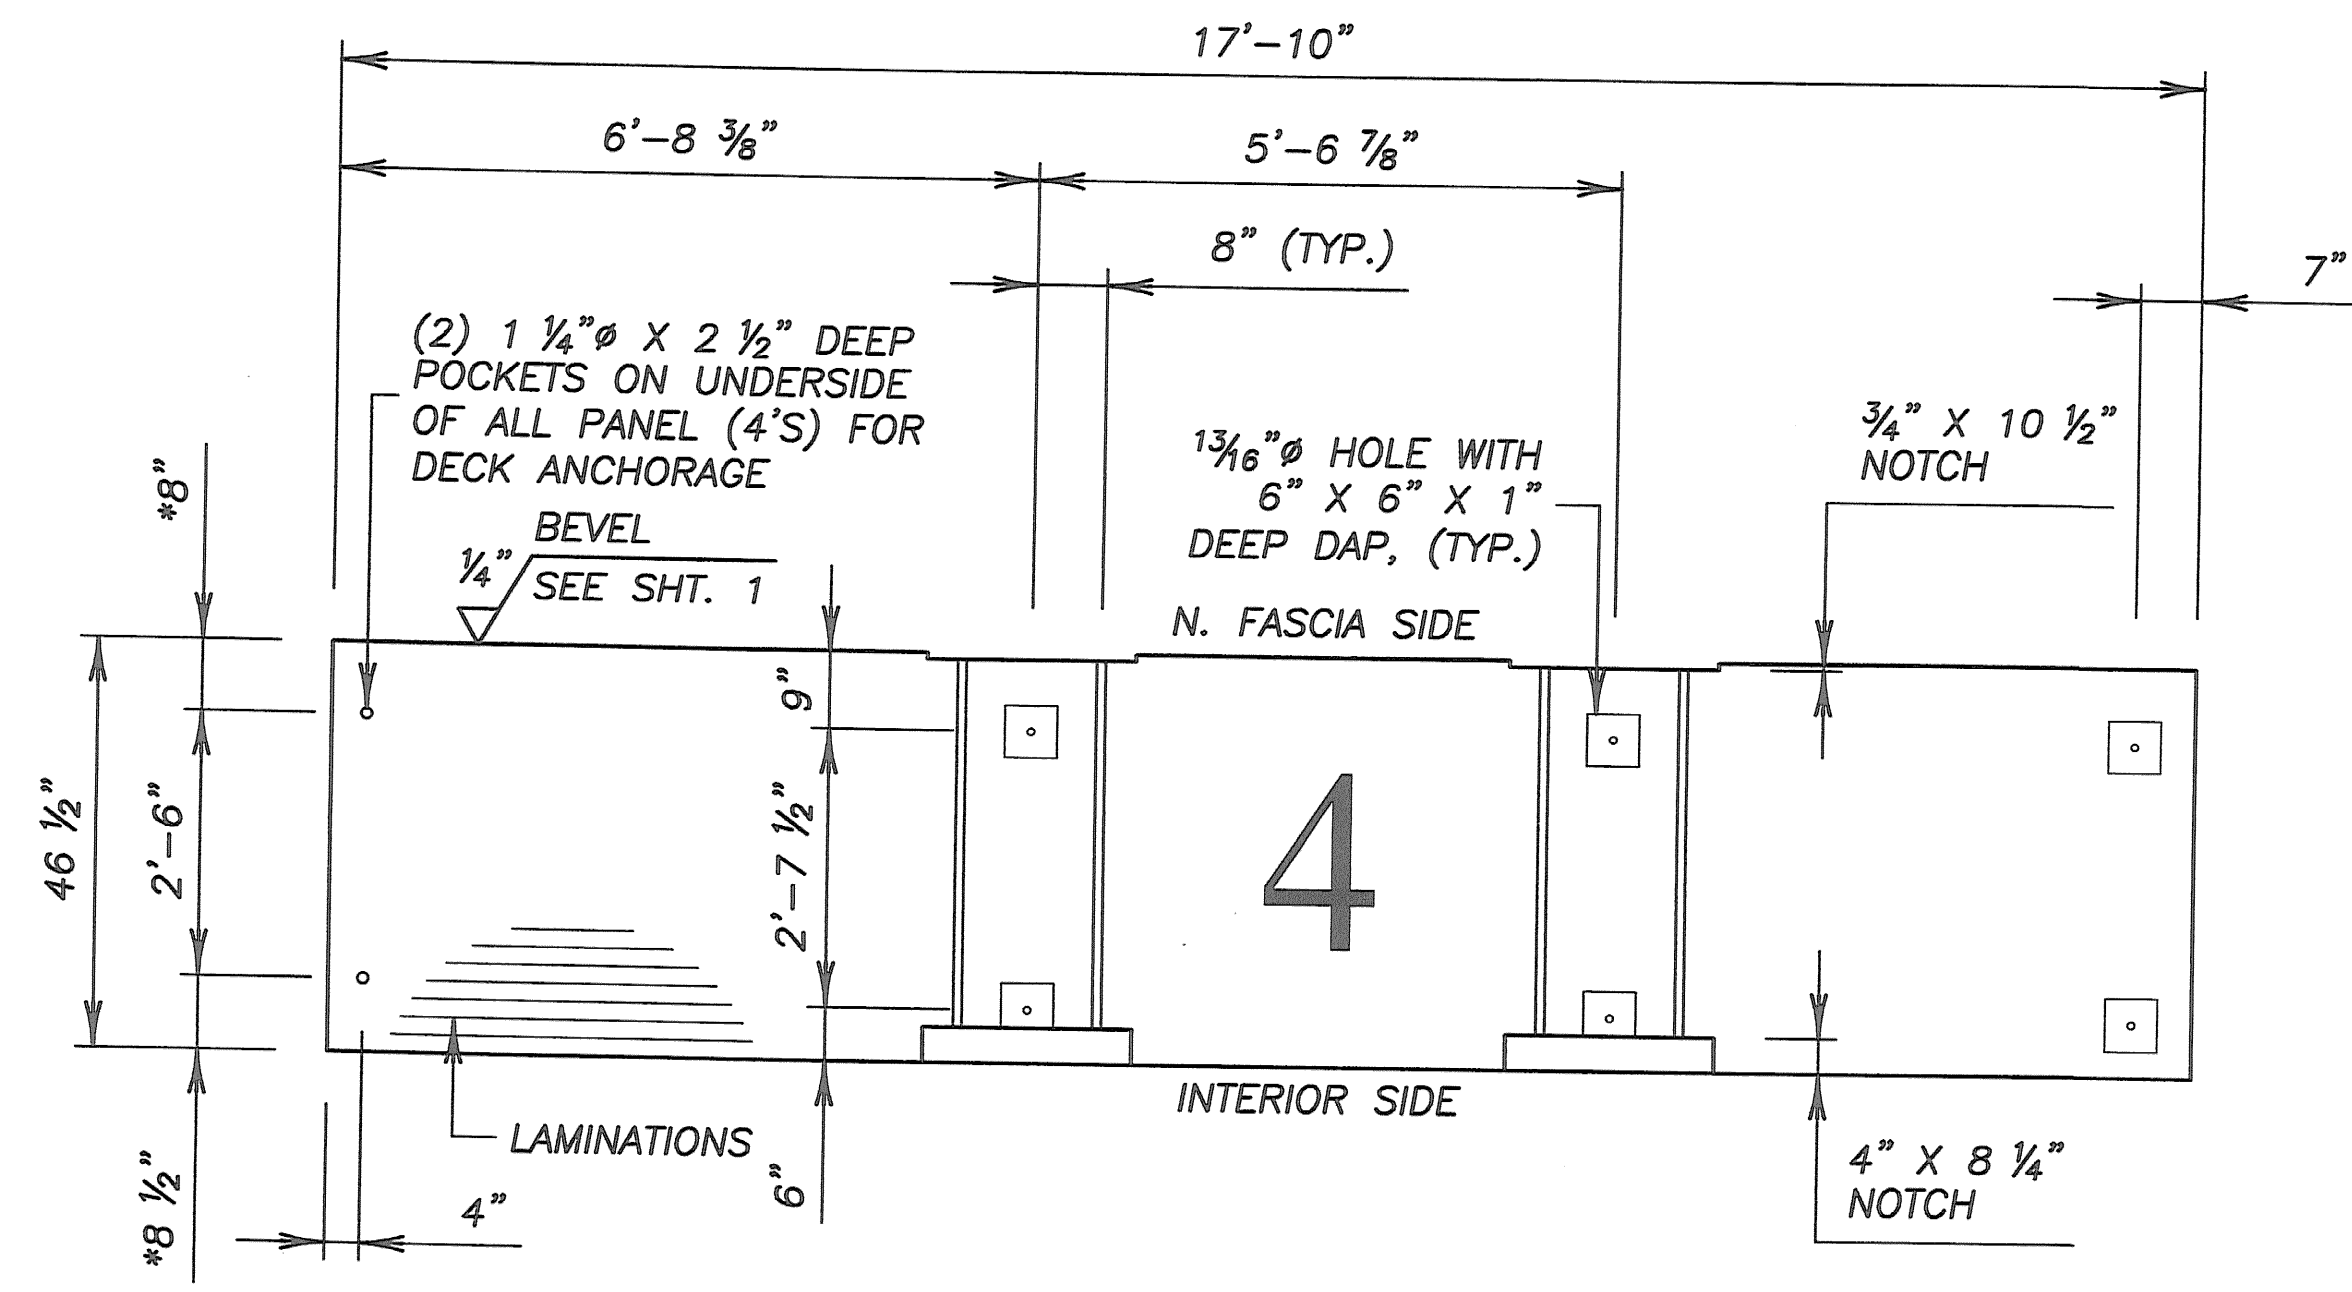 17'-10"
6'-8 3/8"
5'-6 7/8"
8" (TYP.)
7"
(2) 1 1/4"ø X 2 1/2" DEEP
POCKETS ON UNDERSIDE
OF ALL PANEL (4'S) FOR
DECK ANCHORAGE
3/4" X 10 1/2"
NOTCH
13/16"ø HOLE WITH
6" X 6" X 1"
DEEP DAP, (TYP.)
*8"
BEVEL
1/4"
SEE SHT. 1
N. FASCIA SIDE
9"
46 1/2"
2'-6"
2'-7 1/2"
4
INTERIOR SIDE
LAMINATIONS
*8 1/2"
4"
6"
4" X 8 1/4"
NOTCH